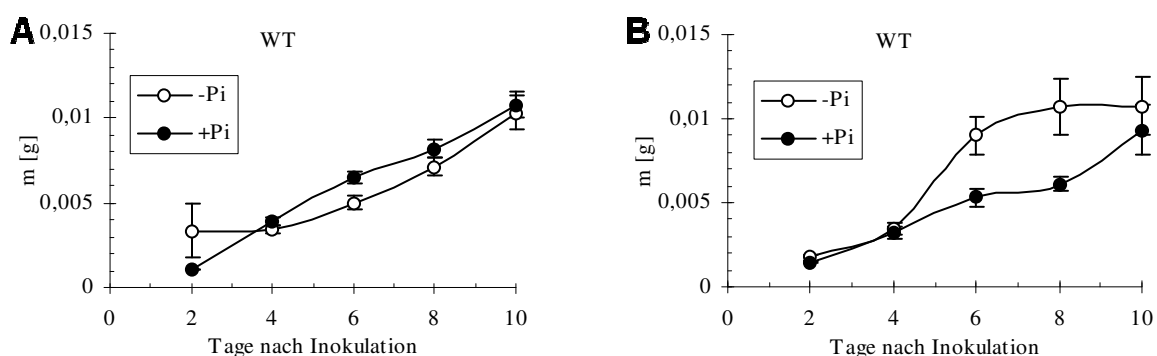 A
WT
0,015
-Pi
+Pi
0,01
m [g]
0,005
0
0 2 4 6 8 10
Tage nach Inokulation
B
WT
0,015
-Pi
+Pi
0,01
m [g]
0,005
0
0 2 4 6 8 10
Tage nach Inokulation